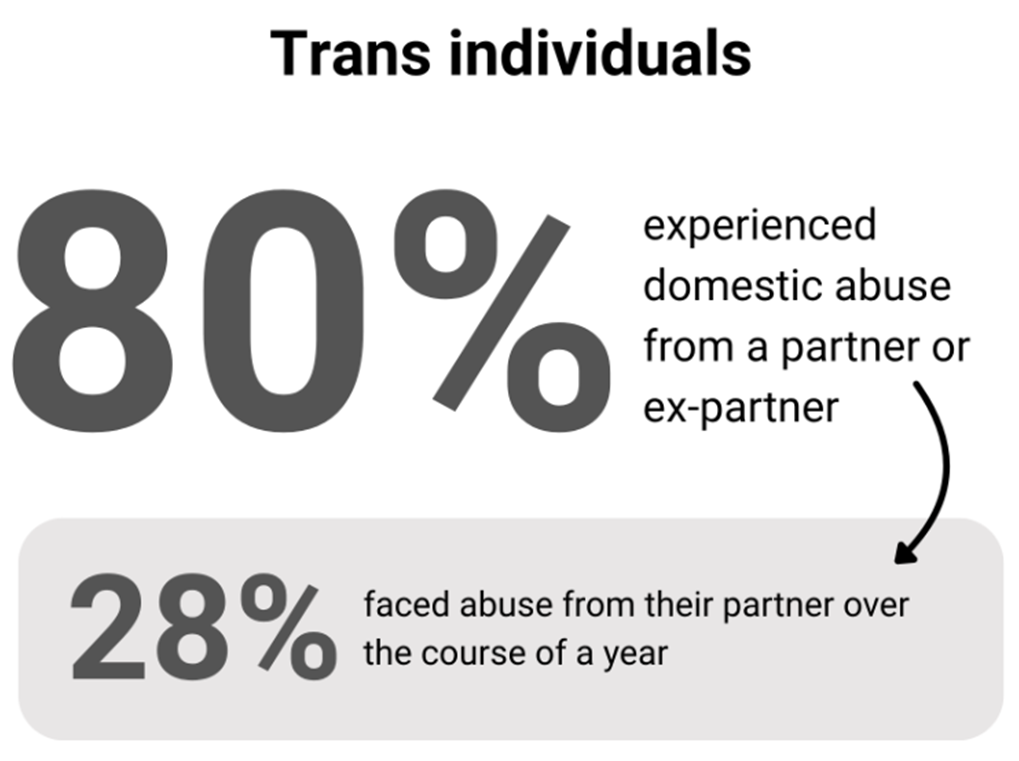 Trans individuals
80%
experienced
domestic abuse
from a partner or
ex-partner
28%
faced abuse from their partner over
the course of a year